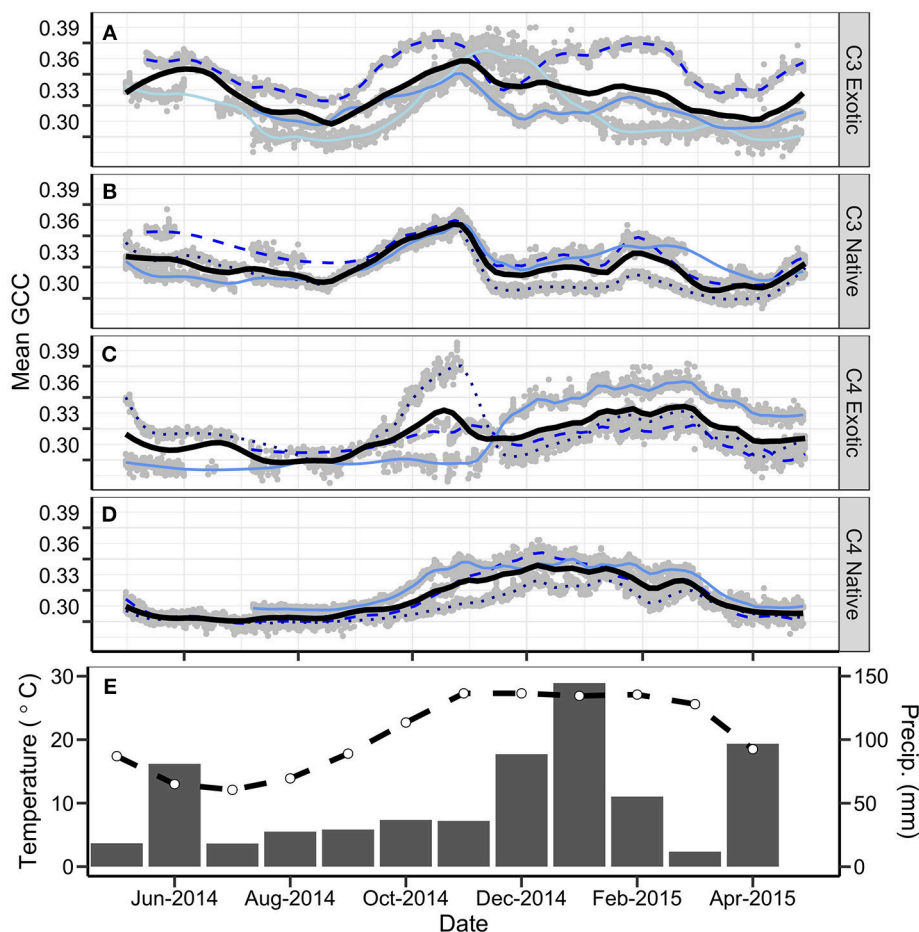 Mean GCC
A
0.39
0.36
0.33
0.30
C3 Exotic
B
0.39
0.36
0.33
0.30
C3 Native
C
0.39
0.36
0.33
0.30
C4 Exotic
D
0.39
0.36
0.33
0.30
C4 Native
E
Temperature ( ° C)
30
20
10
0
150
100
50
0
Precip. (mm)
Jun-2014 Aug-2014 Oct-2014 Dec-2014 Feb-2015 Apr-2015
Date